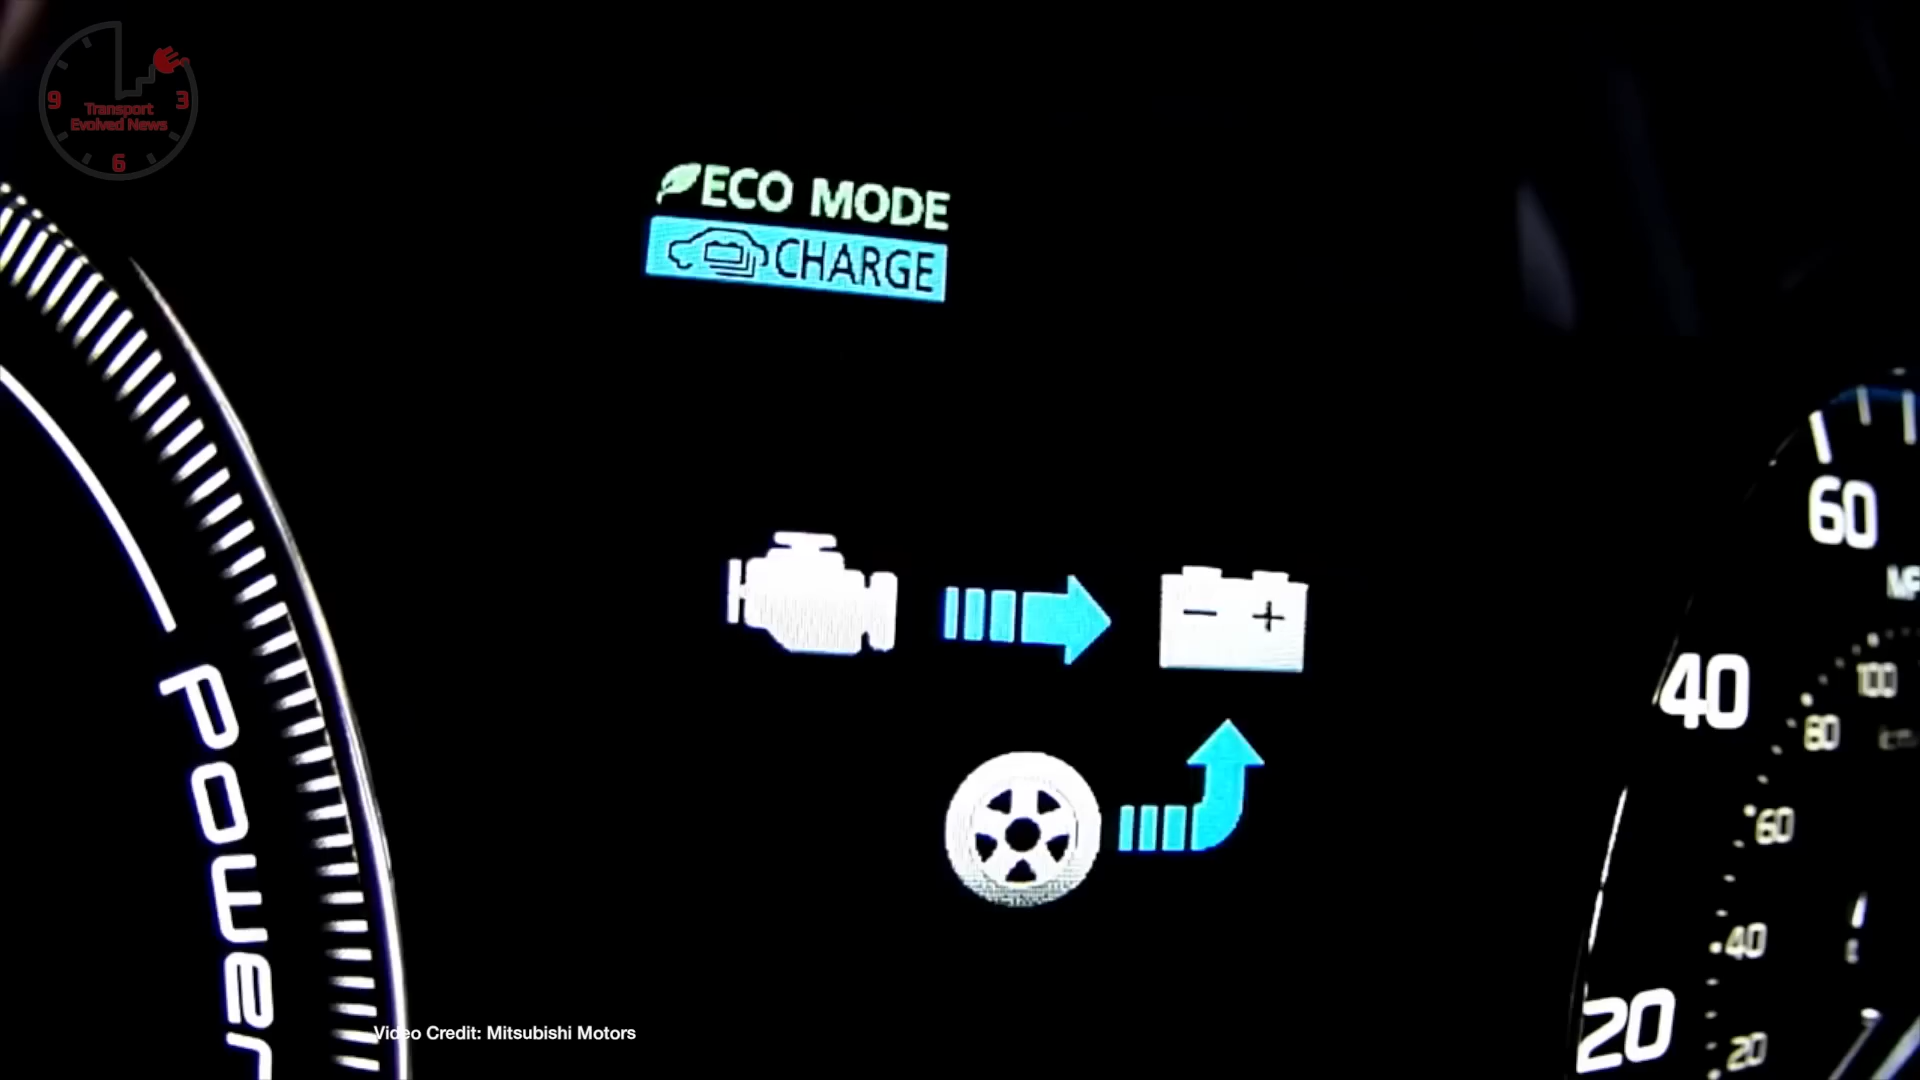 9
3
Transport
Evolved News
6
ECO MODE
CHARGE
- +
Power
60
40
100
80
60
40
20
20
Video Credit: Mitsubishi Motors